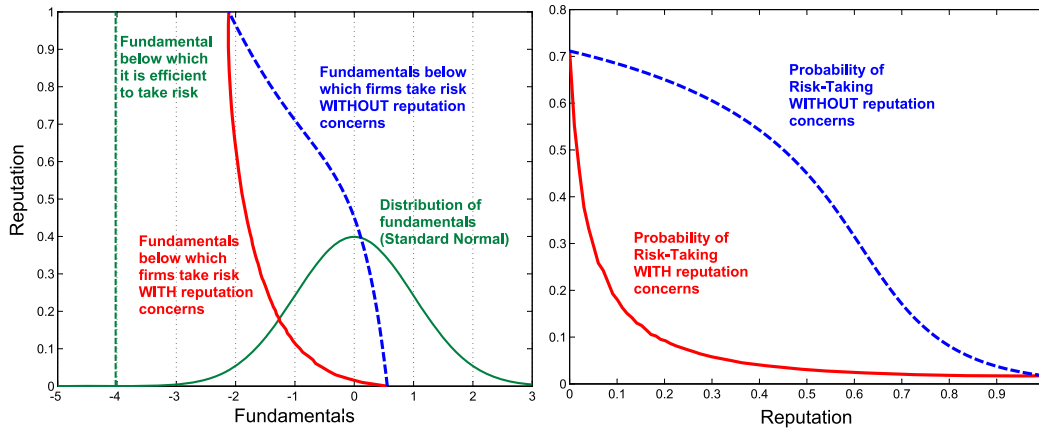 Fundamental
below which
it is efficient
to take risk
Fundamentals below
which firms take risk
WITHOUT reputation
concerns
Distribution of
fundamentals
(Standard Normal)
Fundamentals
below which
firms take risk
WITH reputation
concerns
Reputation
1
0.9
0.8
0.7
0.6
0.5
0.4
0.3
0.2
0.1
0
-5 -4 -3 -2 -1 0 1 2 3
Fundamentals
Probability of
Risk-Taking
WITHOUT reputation
concerns
Probability of
Risk-Taking
WITH reputation
concerns
0.8
0.7
0.6
0.5
0.4
0.3
0.2
0.1
0
0 0.1 0.2 0.3 0.4 0.5 0.6 0.7 0.8 0.9
Reputation